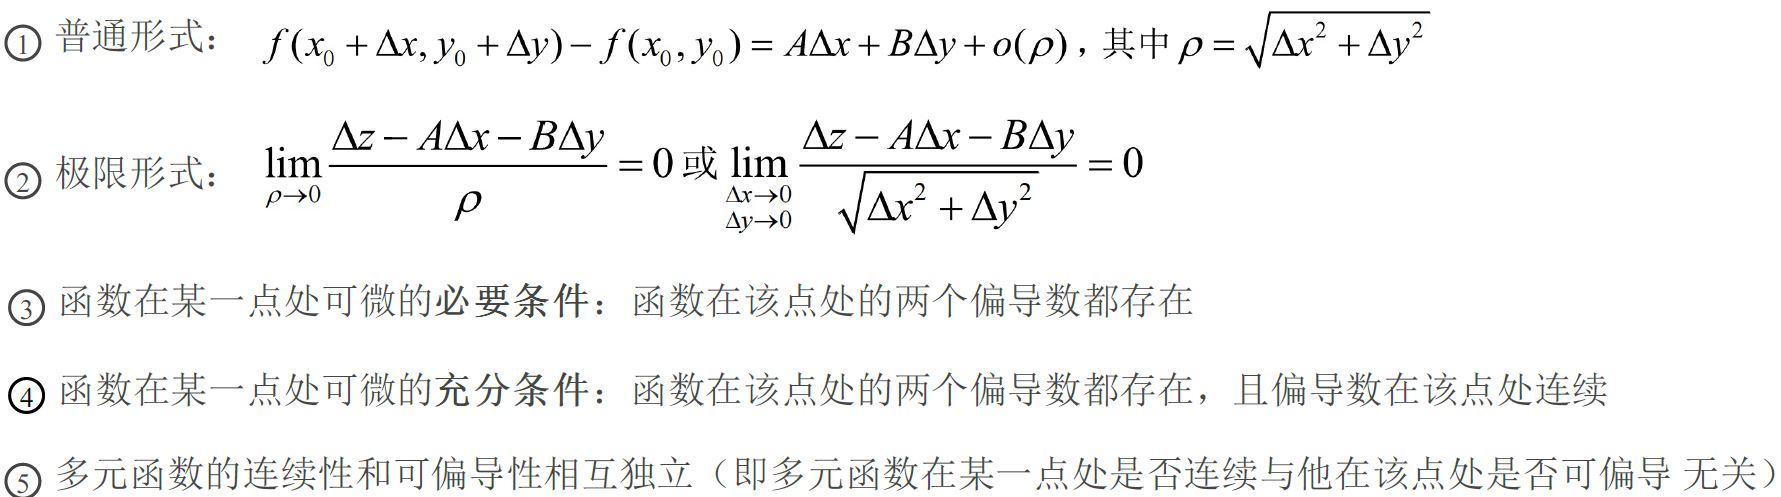 ① 普通形式： $f(x_0+\Delta x, y_0+\Delta y)-f(x_0,y_0)=A\Delta x+B\Delta y+o(\rho)$，其中 $\rho=\sqrt{\Delta x^2+\Delta y^2}$
② 极限形式： $\lim_{\rho\to 0}\frac{\Delta z-A\Delta x-B\Delta y}{\rho}=0$ 或 $\lim_{\substack{\Delta x\to 0\\ \Delta y\to 0}}\frac{\Delta z-A\Delta x-B\Delta y}{\sqrt{\Delta x^2+\Delta y^2}}=0$
③ 函数在某一点处可微的必要条件：函数在该点处的两个偏导数都存在
④ 函数在某一点处可微的充分条件：函数在该点处的两个偏导数都存在，且偏导数在该点处连续
⑤ 多元函数的连续性和可偏导性相互独立（即多元函数在某一点处是否连续与他在该点处是否可偏导 无关）